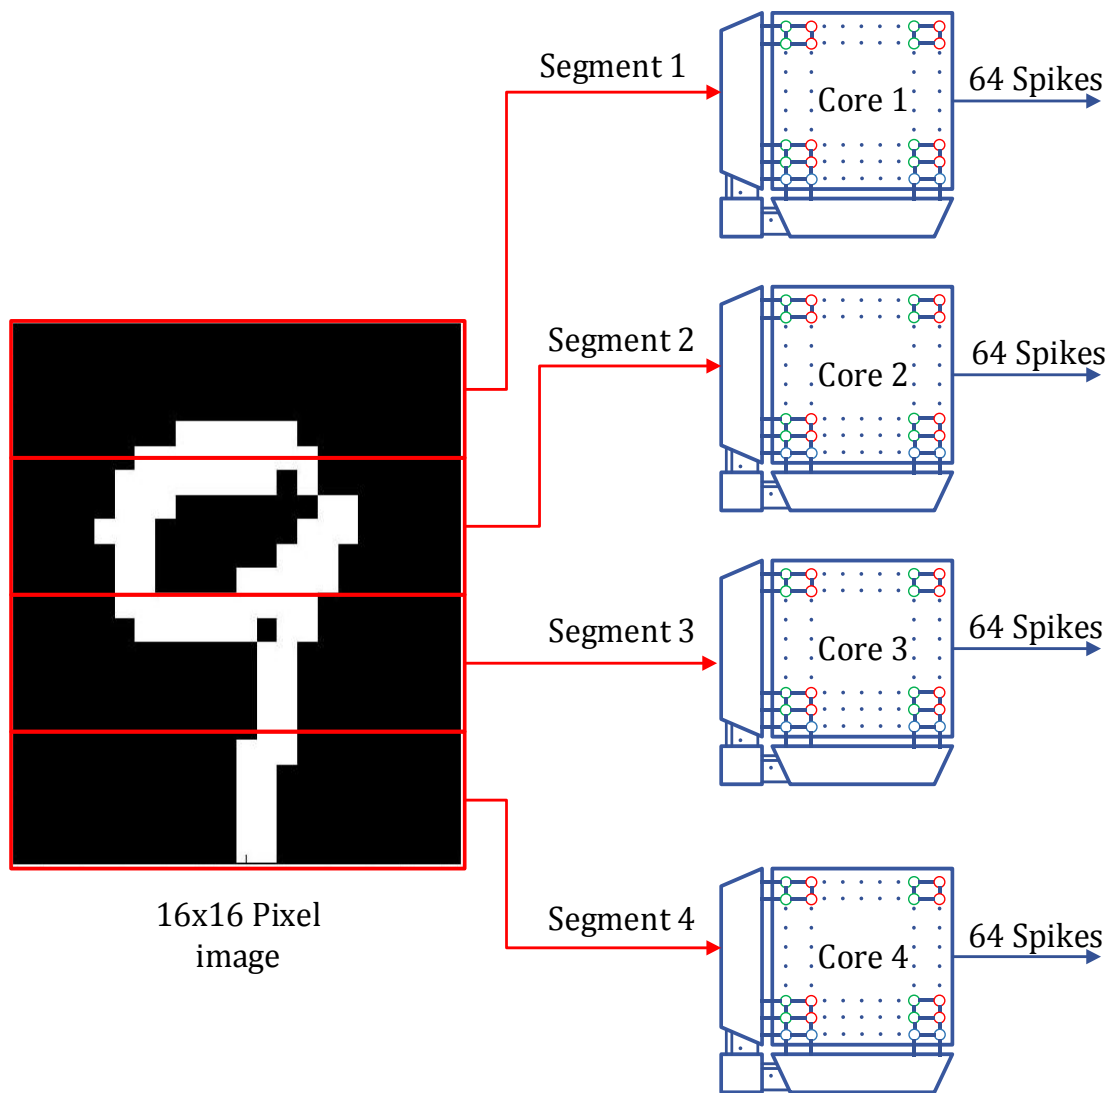 Segment 1
Core 1
64 Spikes
Segment 2
Core 2
64 Spikes
Segment 3
Core 3
64 Spikes
16x16 Pixel
image
Segment 4
Core 4
64 Spikes